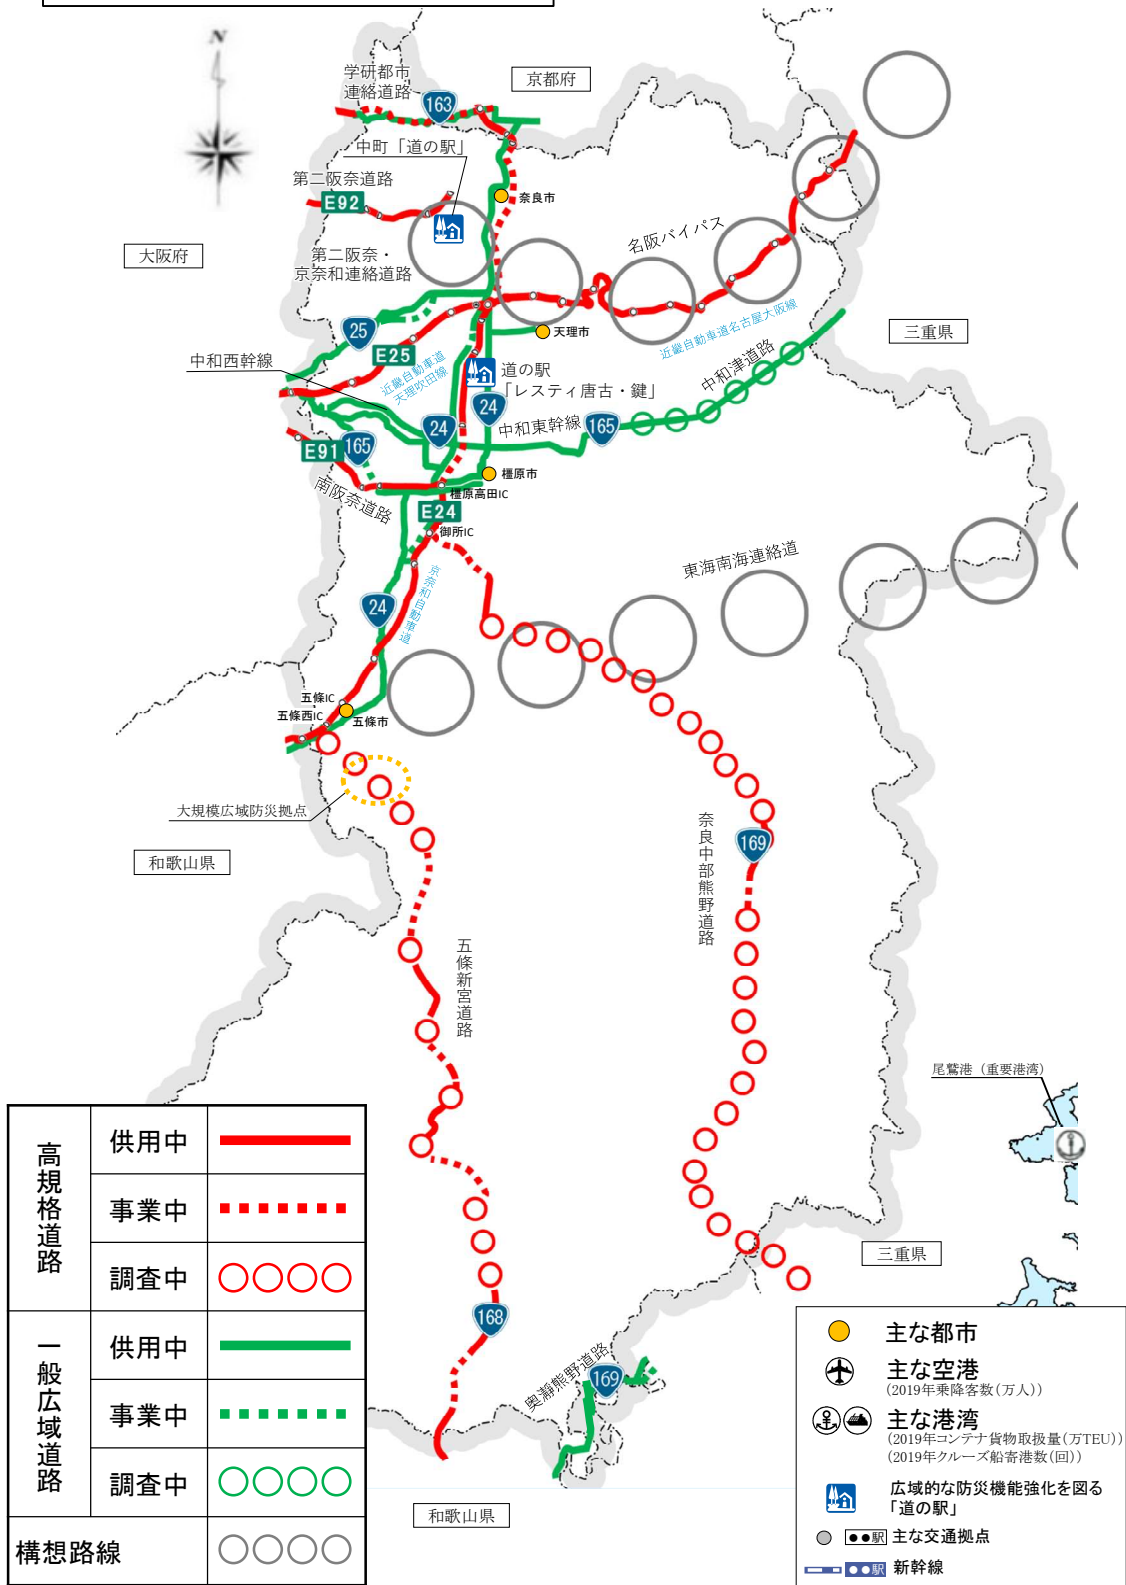 N
学研都市
連絡道路
163
京都府
中町「道の駅」
第二阪奈道路
E92
奈良市
大阪府
第二阪奈・
京奈和連絡道路
名阪バイパス
25
E25
天理市
近畿自動車道名古屋大阪線
三重県
中和西幹線
近畿自動車道
天理吹田線
道の駅
「レスティ唐古・鍵」
中和津道路
24
24
中和東幹線
165
E91
165
橿原市
南阪奈道路
橿原高田IC
E24
御所IC
東海南海連絡道
京奈和自動車道
24
五條IC
五條西IC
五條市
大規模広域防災拠点
和歌山県
奈良中部熊野道路
169
五條新宮道路
尾鷲港（重要港湾）
三重県
168
奥瀞熊野道路
169
和歌山県
高規格道路
供用中
事業中
調査中
一般広域道路
供用中
事業中
調査中
構想路線
主な都市
主な空港
(2019年乗降客数(万人))
主な港湾
(2019年コンテナ貨物取扱量(万TEU))
(2019年クルーズ船寄港数(回))
広域的な防災機能強化を図る
「道の駅」
●●駅 主な交通拠点
●●駅 新幹線